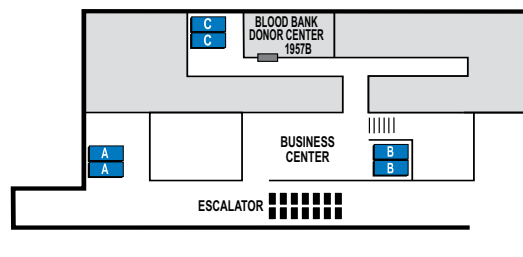 C
C
BLOOD BANK
DONOR CENTER
1957B
A
A
BUSINESS
CENTER
B
B
ESCALATOR